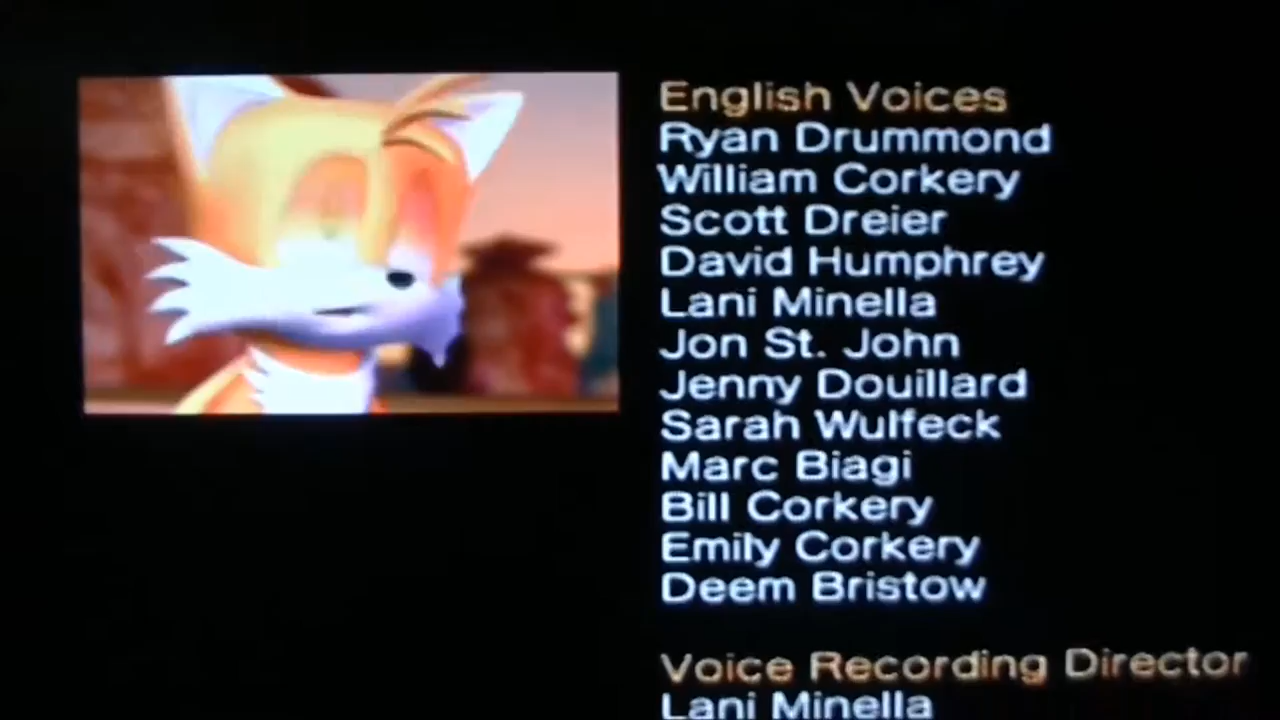 English Voices
Ryan Drummond
William Corkery
Scott Dreier
David Humphrey
Lani Minella
Jon St. John
Jenny Douillard
Sarah Wulfeck
Marc Biagi
Bill Corkery
Emily Corkery
Deem Bristow
Voice Recording Director
Lani Minella